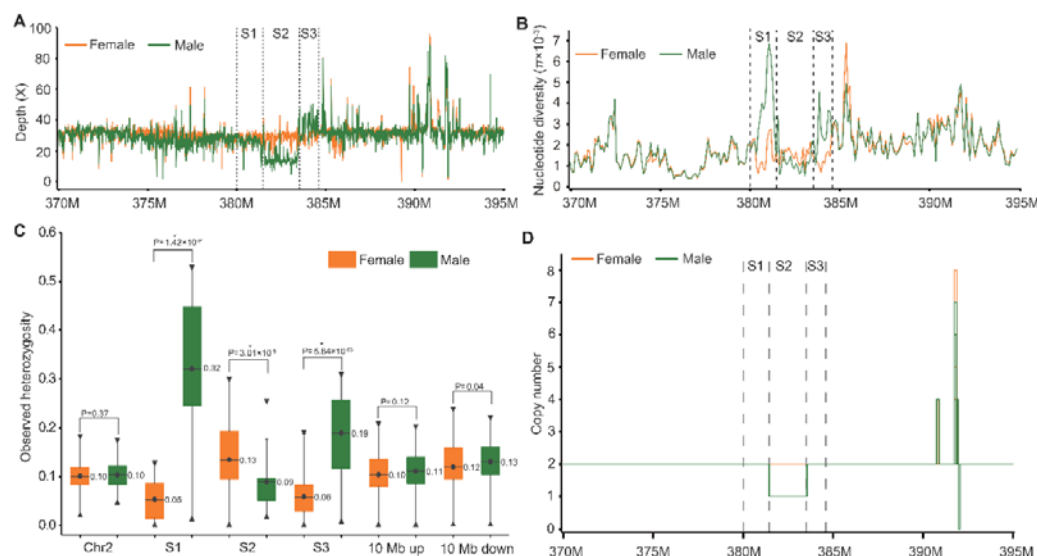 A
Female
Male
S1
S2
S3
Depth (X)
100
80
60
40
20
0
370M
375M
380M
385M
390M
395M
B
Female
Male
S1
S2
S3
Nucleotide diversity (π×10⁻³)
7
6
5
4
3
2
1
0
370M
375M
380M
385M
390M
395M
C
Female
Male
Observed heterozygosity
0.6
0.5
0.4
0.3
0.2
0.1
0.0
P=0.37
0.10
0.10
*
0.05
0.32
*
0.13
0.09
*
0.06
0.19
P=0.12
0.10
0.11
P=0.04
0.12
0.13
Chr2
S1
S2
S3
10 Mb up
10 Mb down
D
Female
Male
S1
S2
S3
Copy number
8
7
6
5
4
3
2
1
0
370M
375M
380M
385M
390M
395M